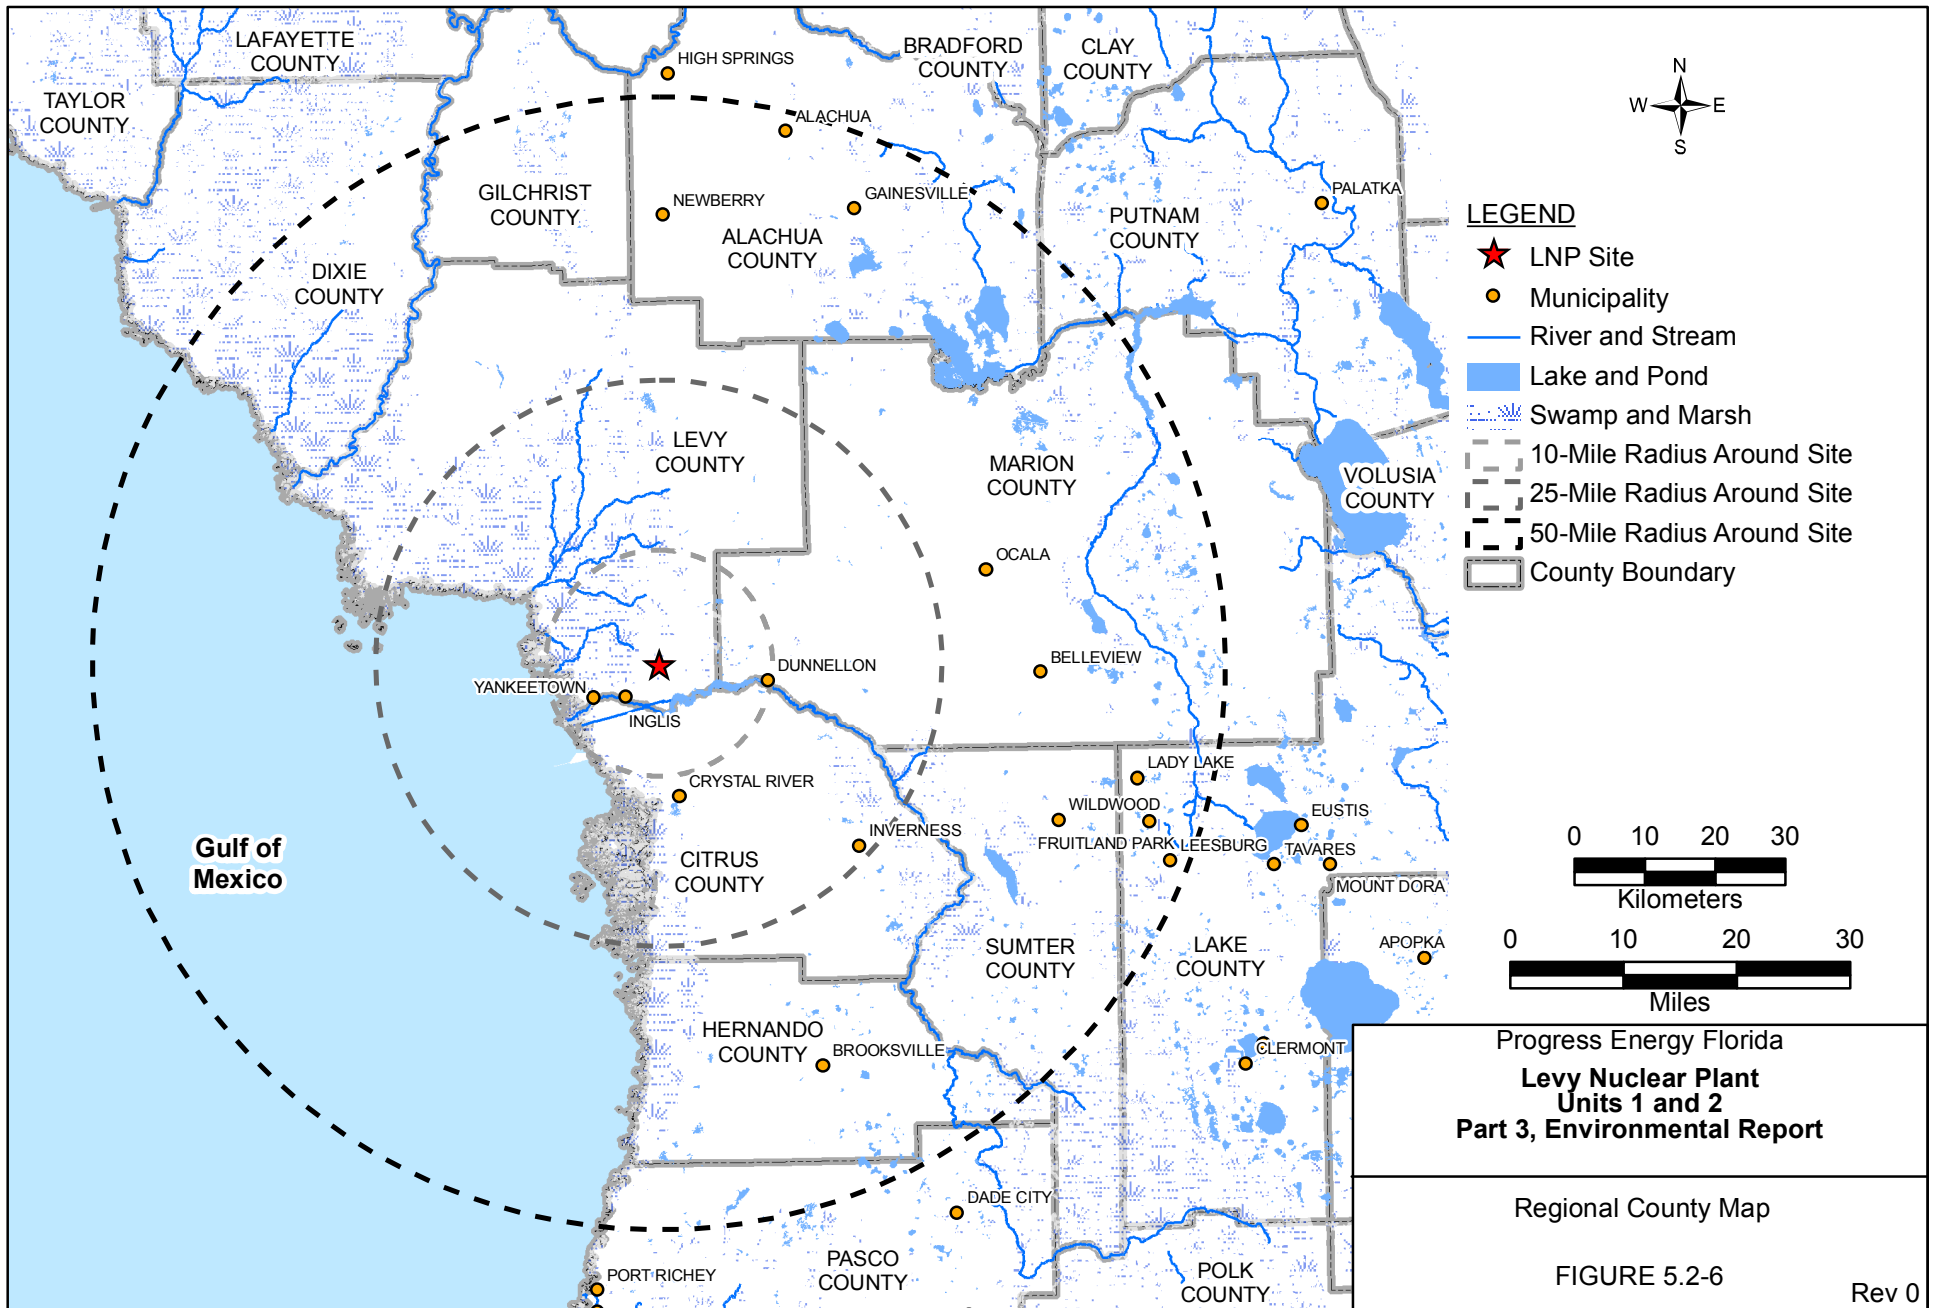 LAFAYETTE
COUNTY
TAYLOR
COUNTY
HIGH SPRINGS
BRADFORD
COUNTY
CLAY
COUNTY
ALACHUA
GILCHRIST
COUNTY
NEWBERRY
GAINESVILLE
ALACHUA
COUNTY
PUTNAM
COUNTY
PALATKA
DIXIE
COUNTY
LEVY
COUNTY
MARION
COUNTY
VOLUSIA
COUNTY
OCALA
BELLEVIEW
DUNNELLON
YANKEETOWN
INGLIS
CRYSTAL RIVER
LADY LAKE
WILDWOOD
FRUITLAND PARK
LEESBURG
EUSTIS
TAVARES
MOUNT DORA
INVERNESS
CITRUS
COUNTY
Gulf of
Mexico
SUMTER
COUNTY
LAKE
COUNTY
APOPKA
HERNANDO
COUNTY
BROOKSVILLE
CLERMONT
DADE CITY
PASCO
COUNTY
PORT RICHEY
POLK
COUNTY
N
W
E
S
LEGEND
LNP Site
Municipality
River and Stream
Lake and Pond
Swamp and Marsh
10-Mile Radius Around Site
25-Mile Radius Around Site
50-Mile Radius Around Site
County Boundary
0 10 20 30
Kilometers
0 10 20 30
Miles
Progress Energy Florida
Levy Nuclear Plant
Units 1 and 2
Part 3, Environmental Report
Regional County Map
FIGURE 5.2-6
Rev 0